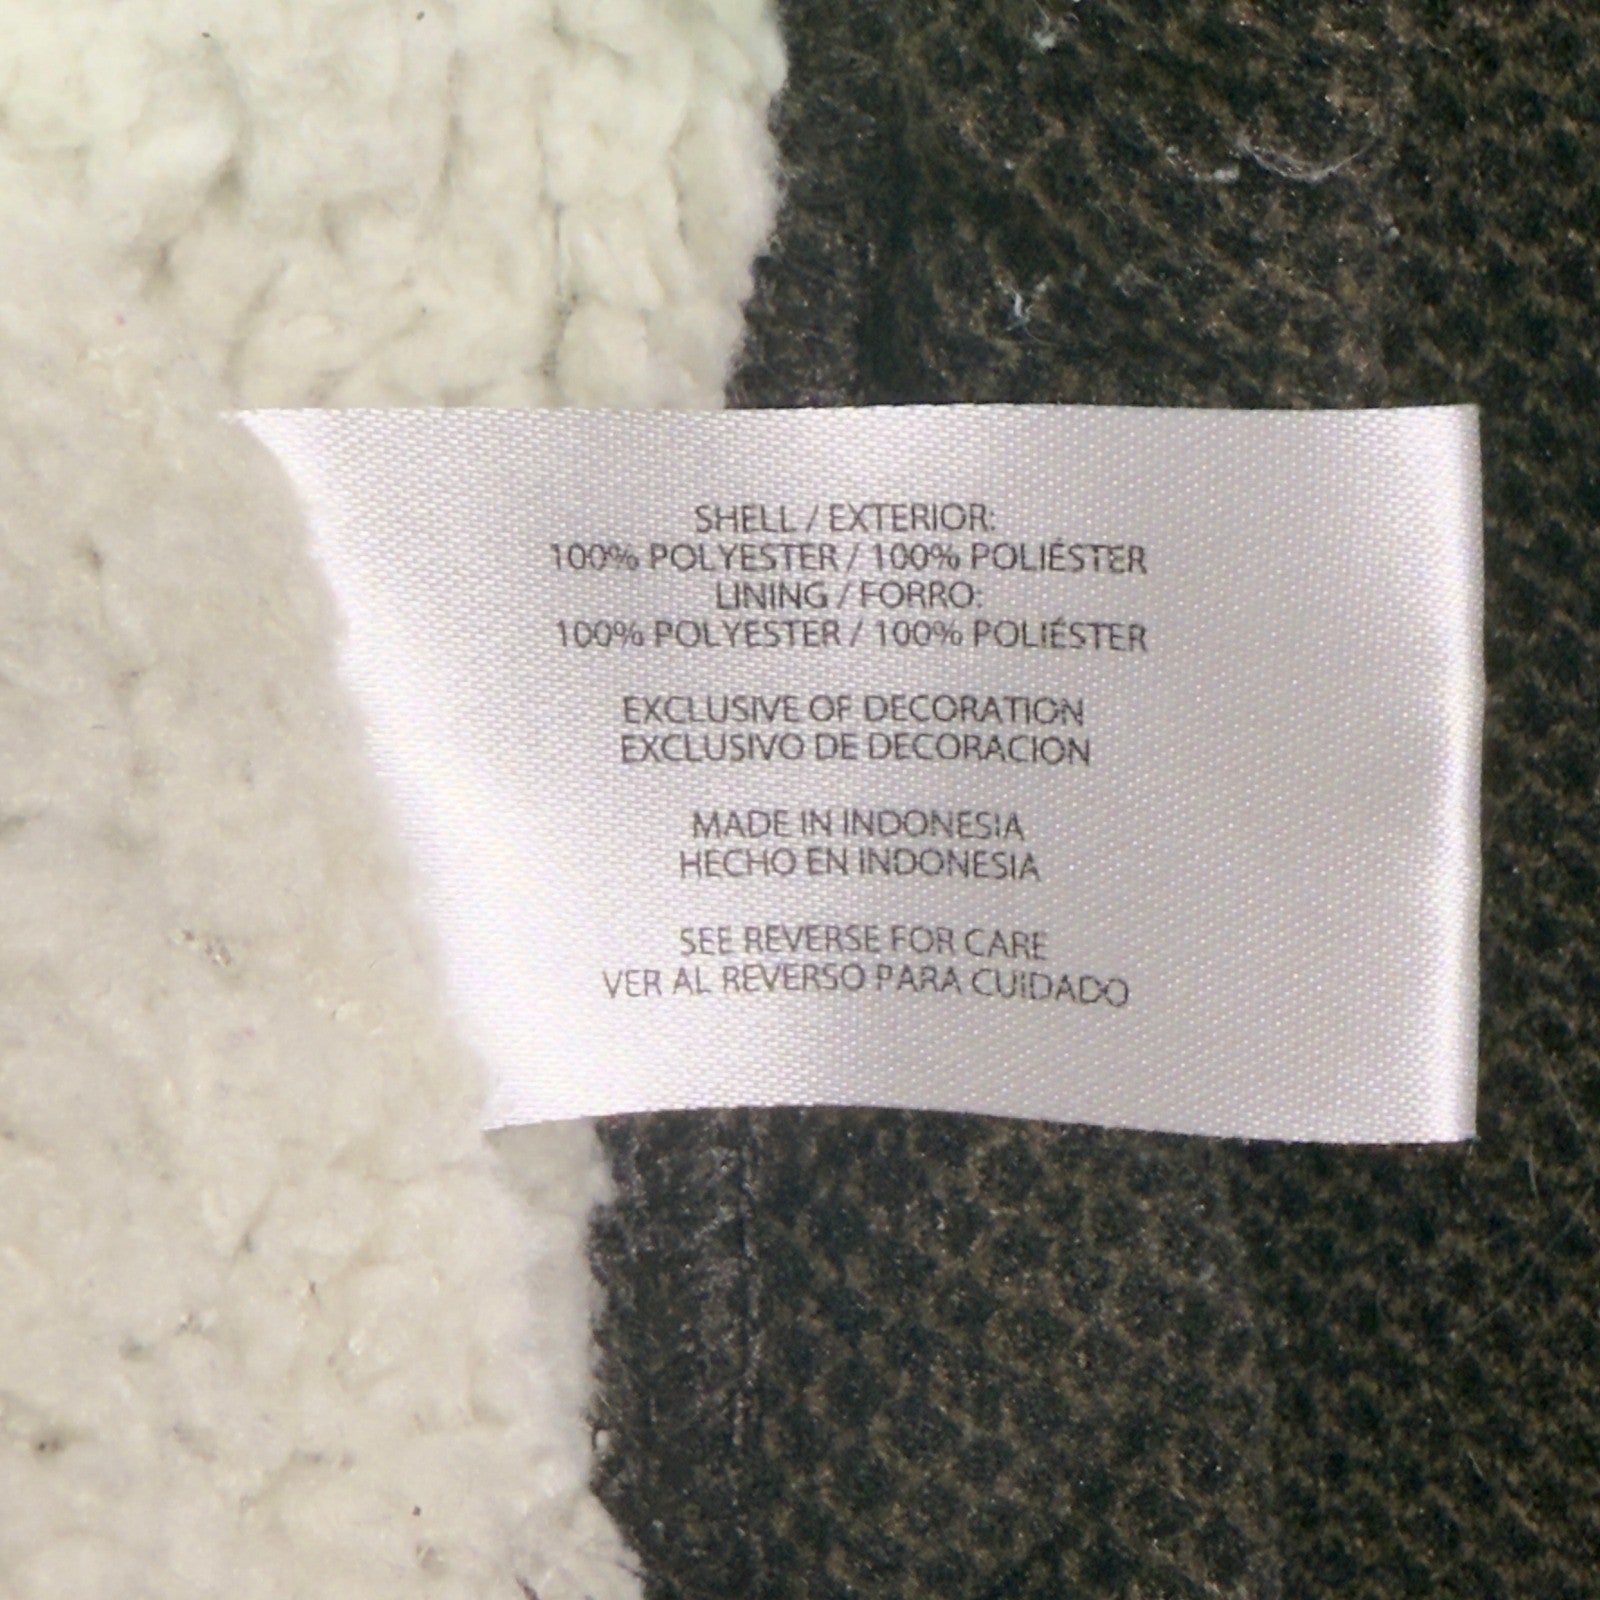 SHELL / EXTERIOR:
100% POLYESTER / 100% POLIÉSTER
LINING / FORRO:
100% POLYESTER / 100% POLIÉSTER
EXCLUSIVE OF DECORATION
EXCLUSIVO DE DECORACION
MADE IN INDONESIA
HECHO EN INDONESIA
SEE REVERSE FOR CARE
VER AL REVERSO PARA CUIDADO